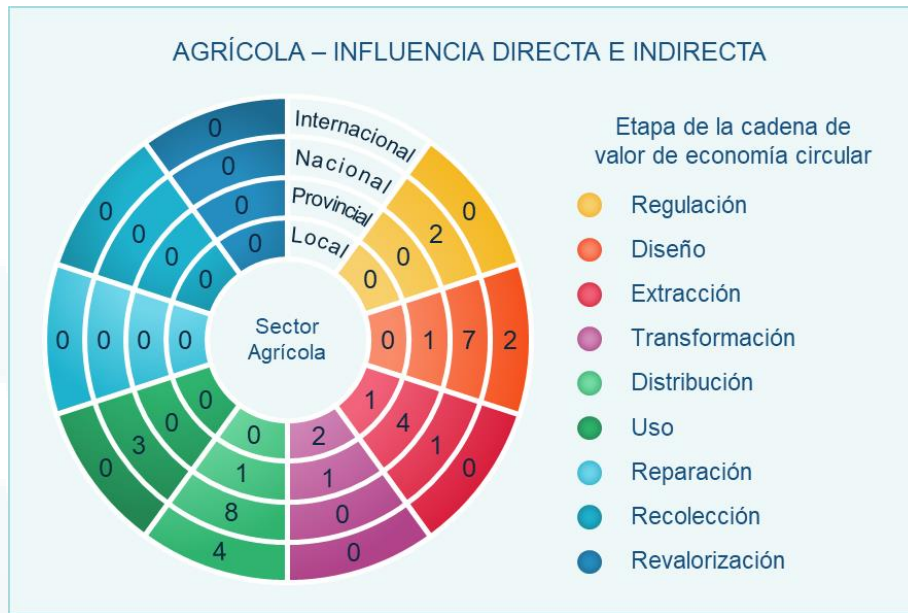 AGRÍCOLA – INFLUENCIA DIRECTA E INDIRECTA
Internacional
Nacional
Provincial
Local
0
2
0
0
0
1
7
2
1
4
1
0
2
1
0
0
0
1
8
4
0
0
3
0
0
0
0
0
0
0
0
0
0
0
0
0
Sector
Agrícola
Etapa de la cadena de
valor de economía circular
Regulación
Diseño
Extracción
Transformación
Distribución
Uso
Reparación
Recolección
Revalorización